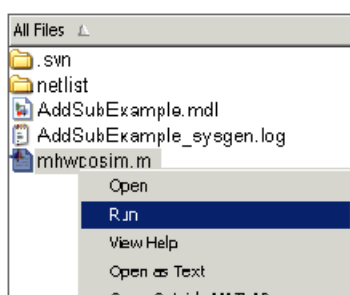 All Files
.svn
netlist
AddSubExample.mdl
AddSubExample_sysgen.log
mhwcosim.m
Open
Run
View Help
Open as Text